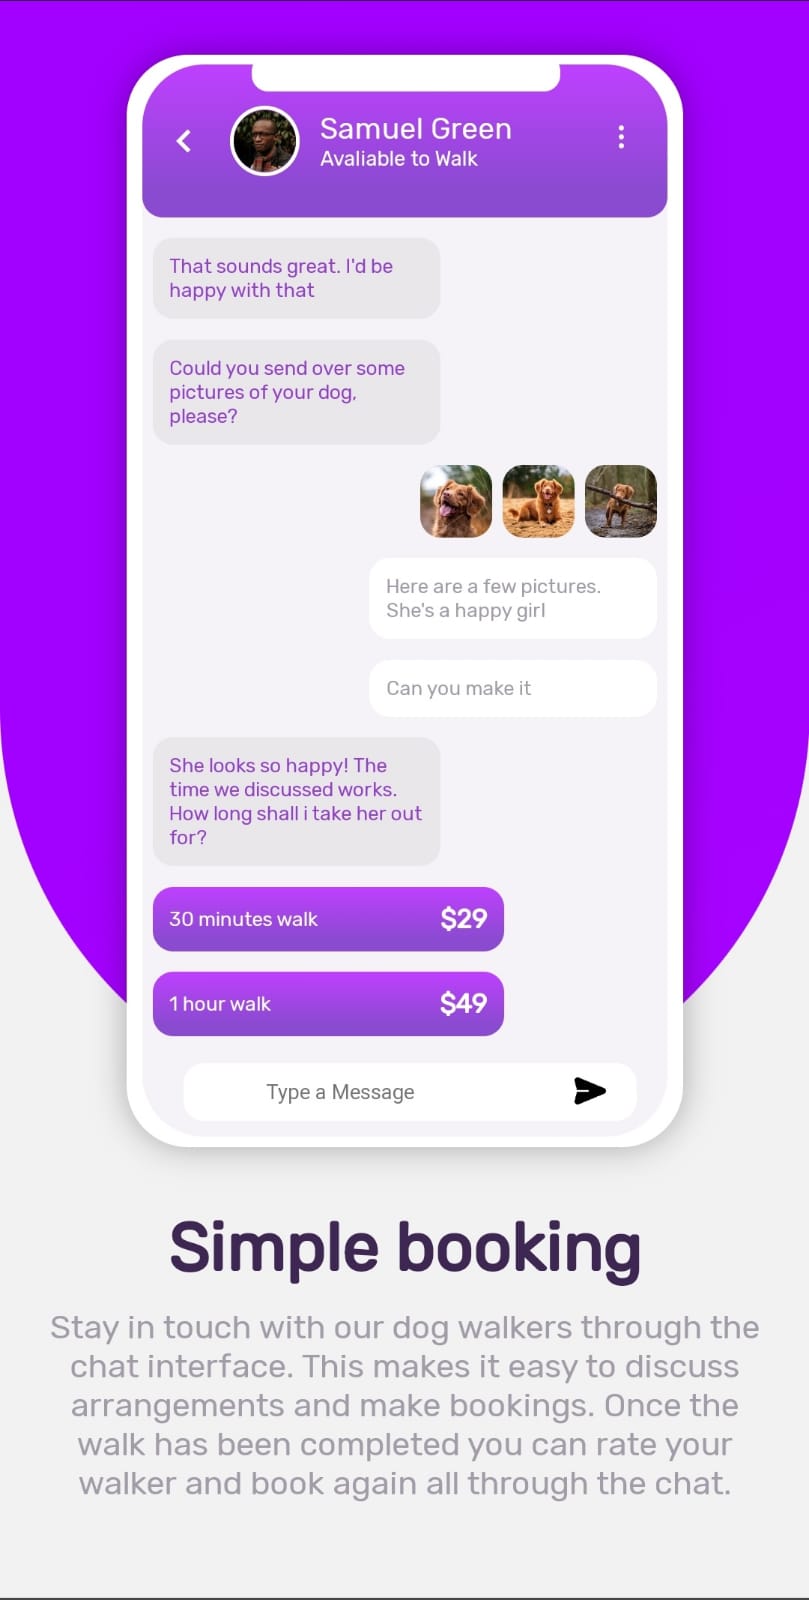 Samuel Green
Avaliable to Walk
That sounds great. I'd be
happy with that
Could you send over some
pictures of your dog,
please?
Here are a few pictures.
She's a happy girl
Can you make it
She looks so happy! The
time we discussed works.
How long shall i take her out
for?
30 minutes walk $29
1 hour walk $49
Type a Message
Simple booking
Stay in touch with our dog walkers through the
chat interface. This makes it easy to discuss
arrangements and make bookings. Once the
walk has been completed you can rate your
walker and book again all through the chat.